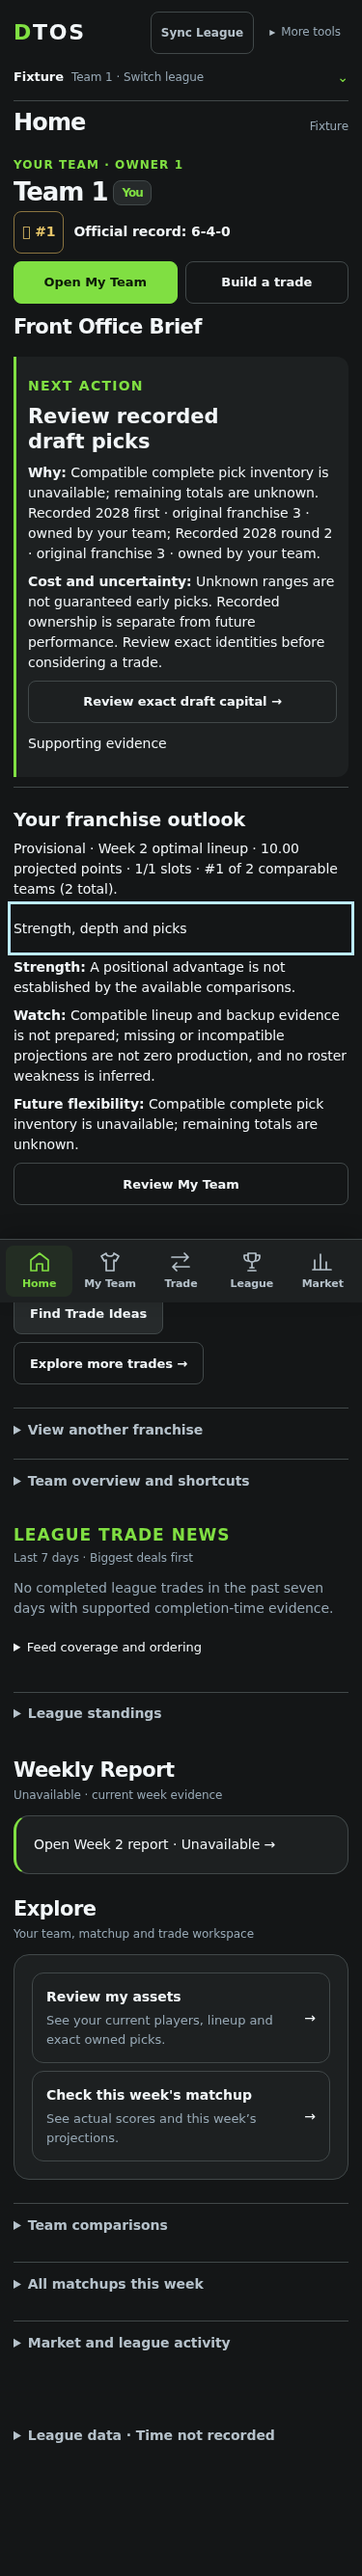 DTOS
Sync League
▸ More tools
Fixture Team 1 · Switch league
Home
Fixture
YOUR TEAM · OWNER 1
Team 1 You
#1 Official record: 6-4-0
Open My Team
Build a trade
Front Office Brief
NEXT ACTION
Review recorded
draft picks
Why: Compatible complete pick inventory is
unavailable; remaining totals are unknown.
Recorded 2028 first · original franchise 3 ·
owned by your team; Recorded 2028 round 2
· original franchise 3 · owned by your team.
Cost and uncertainty: Unknown ranges are
not guaranteed early picks. Recorded
ownership is separate from future
performance. Review exact identities before
considering a trade.
Review exact draft capital →
Supporting evidence
Your franchise outlook
Provisional · Week 2 optimal lineup · 10.00
projected points · 1/1 slots · #1 of 2 comparable
teams (2 total).
Strength, depth and picks
Strength: A positional advantage is not
established by the available comparisons.
Watch: Compatible lineup and backup evidence
is not prepared; missing or incompatible
projections are not zero production, and no roster
weakness is inferred.
Future flexibility: Compatible complete pick
inventory is unavailable; remaining totals are
unknown.
Review My Team
Home
My Team
Trade
League
Market
Find Trade Ideas
Explore more trades →
▸ View another franchise
▸ Team overview and shortcuts
LEAGUE TRADE NEWS
Last 7 days · Biggest deals first
No completed league trades in the past seven
days with supported completion-time evidence.
▸ Feed coverage and ordering
▸ League standings
Weekly Report
Unavailable · current week evidence
Open Week 2 report · Unavailable →
Explore
Your team, matchup and trade workspace
Review my assets
See your current players, lineup and
exact owned picks.
→
Check this week's matchup
See actual scores and this week’s
projections.
→
▸ Team comparisons
▸ All matchups this week
▸ Market and league activity
▸ League data · Time not recorded